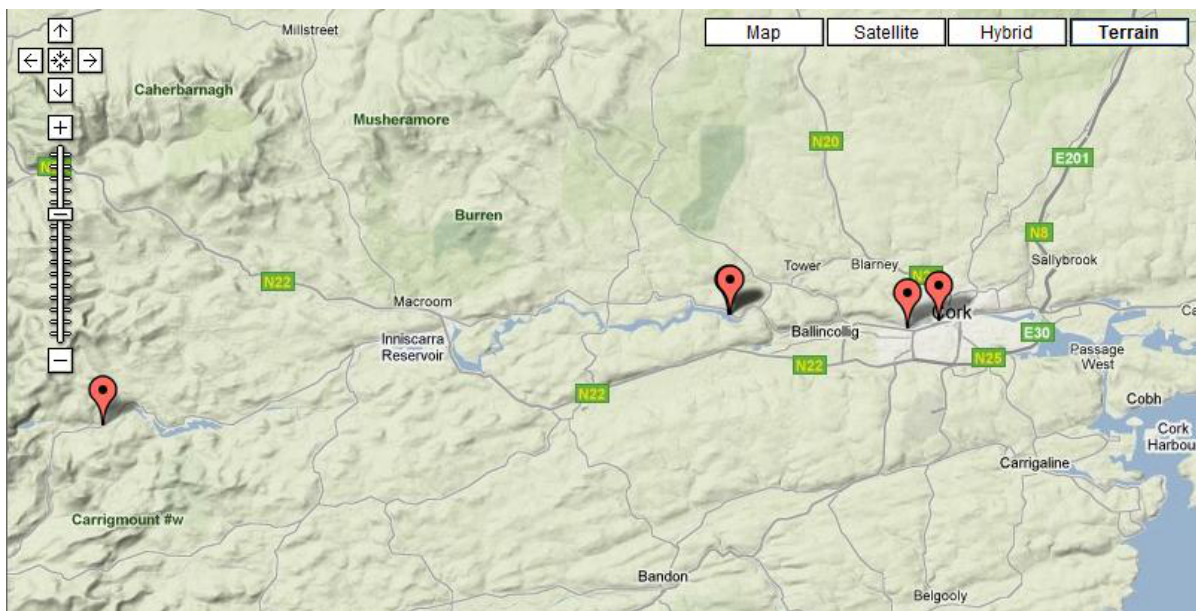 Millstreet
Map
Satellite
Hybrid
Terrain
Caherbarnagh
Musheramore
N20
E201
Burren
N8
Sallybrook
Tower
Blarney
N22
Macroom
Cork
Ballincollig
E30
Inniscarra
Reservoir
Passage
West
N22
N25
N22
Cobh
Cork
Harbou
Carrigaline
Carrigmount #w
Bandon
Belgooly